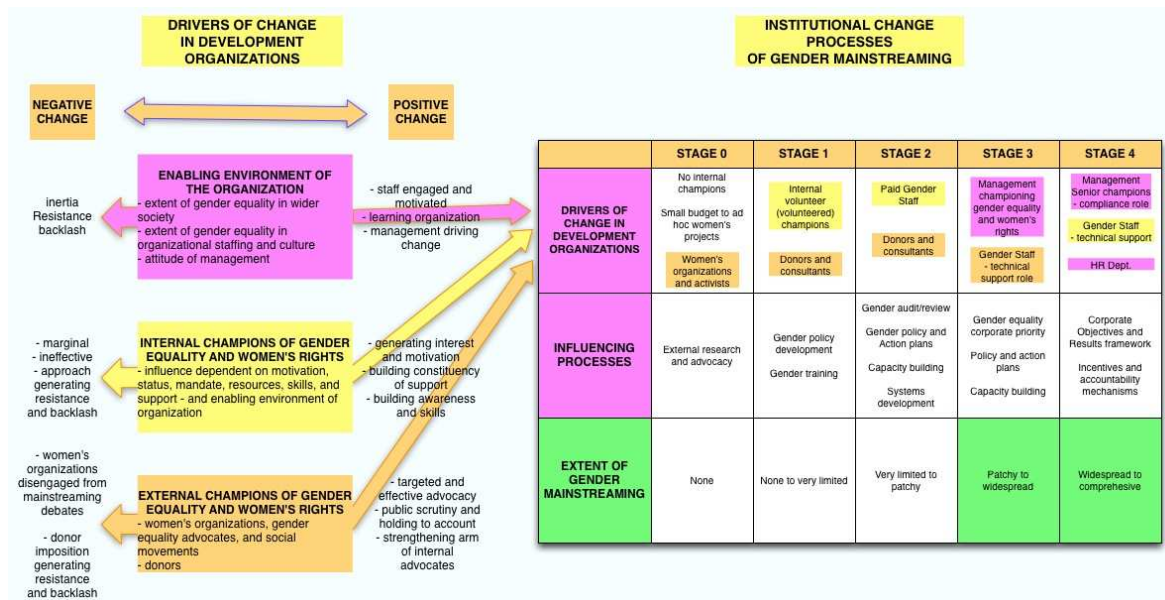 DRIVERS OF CHANGE
IN DEVELOPMENT
ORGANIZATIONS
NEGATIVE
CHANGE
POSITIVE
CHANGE
inertia
Resistance
backlash
ENABLING ENVIRONMENT OF
THE ORGANIZATION
- extent of gender equality in wider
society
- extent of gender equality in
organizational staffing and culture
- attitude of management
- staff engaged and
motivated
- learning organization
- management driving
change
- marginal
- ineffective
- approach
generating
resistance
and backlash
INTERNAL CHAMPIONS OF GENDER
EQUALITY AND WOMEN'S RIGHTS
- influence dependent on motivation,
status, mandate, resources, skills, and
support - and enabling environment of
organization
- generating interest
and motivation
- building constituency
of support
- building awareness
and skills
- women's
organizations
disengaged from
mainstreaming
debates
- donor
imposition
generating
resistance
and backlash
EXTERNAL CHAMPIONS OF GENDER
EQUALITY AND WOMEN'S RIGHTS
- women's organizations, gender
equality advocates, and social
movements
- donors
- targeted and
effective advocacy
- public scrutiny and
holding to account
- strengthening arm
of internal
advocates
INSTITUTIONAL CHANGE
PROCESSES
OF GENDER MAINSTREAMING
STAGE 0
STAGE 1
STAGE 2
STAGE 3
STAGE 4
DRIVERS OF
CHANGE IN
DEVELOPMENT
ORGANIZATIONS
No internal
champions
Small budget to ad
hoc women's
projects
Women's
organizations
and activists
Internal
volunteer
(volunteered)
champions
Donors and
consultants
Paid Gender
Staff
Donors and
consultants
Management
championing
gender equality
and women's
rights
Gender Staff
- technical
support role
Management
Senior champions
- compliance role
Gender Staff
- technical support
HR Dept.
INFLUENCING
PROCESSES
External research
and advocacy
Gender policy
development
Gender training
Gender audit/review
Gender policy and
Action plans
Capacity building
Systems
development
Gender equality
corporate priority
Policy and action
plans
Capacity building
Corporate
Objectives and
Results framework
Incentives and
accountability
mechanisms
EXTENT OF
GENDER
MAINSTREAMING
None
None to very limited
Very limited to
patchy
Patchy to
widespread
Widespread to
comprehesive